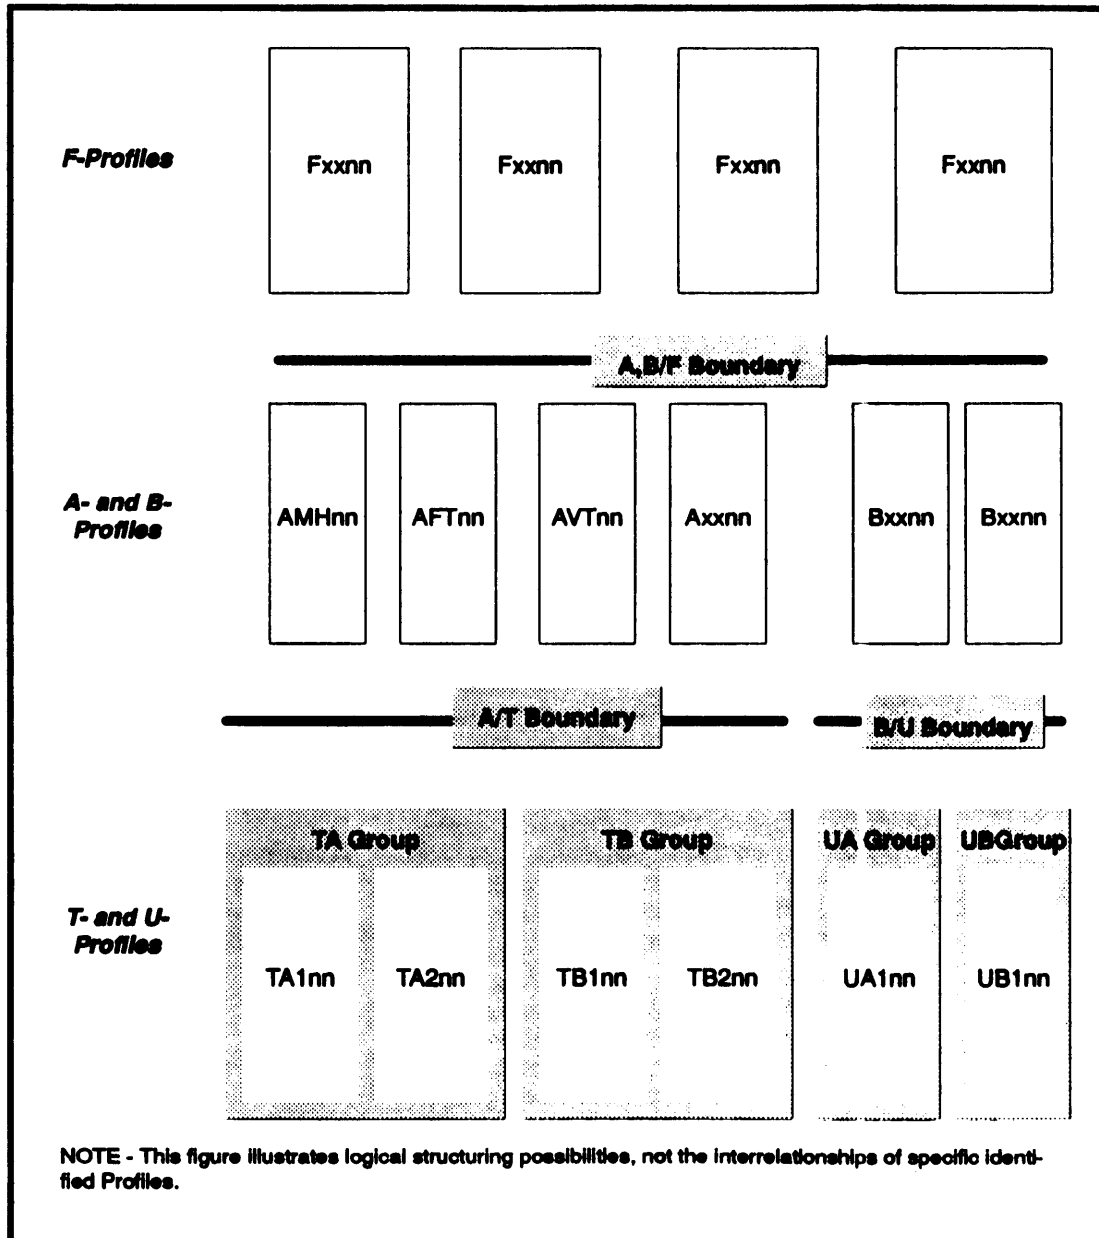 F-Profiles
Fxxnn Fxxnn Fxxnn Fxxnn
A,B/F Boundary
A- and B-
Profiles
AMHnn AFTnn AVTnn Axxnn Bxxnn Bxxnn
A/T Boundary B/U Boundary
TA Group TB Group UA Group UBGroup
T- and U-
Profiles
TA1nn TA2nn TB1nn TB2nn UA1nn UB1nn
NOTE - This figure illustrates logical structuring possibilities, not the interrelationships of specific identi-
fied Profiles.